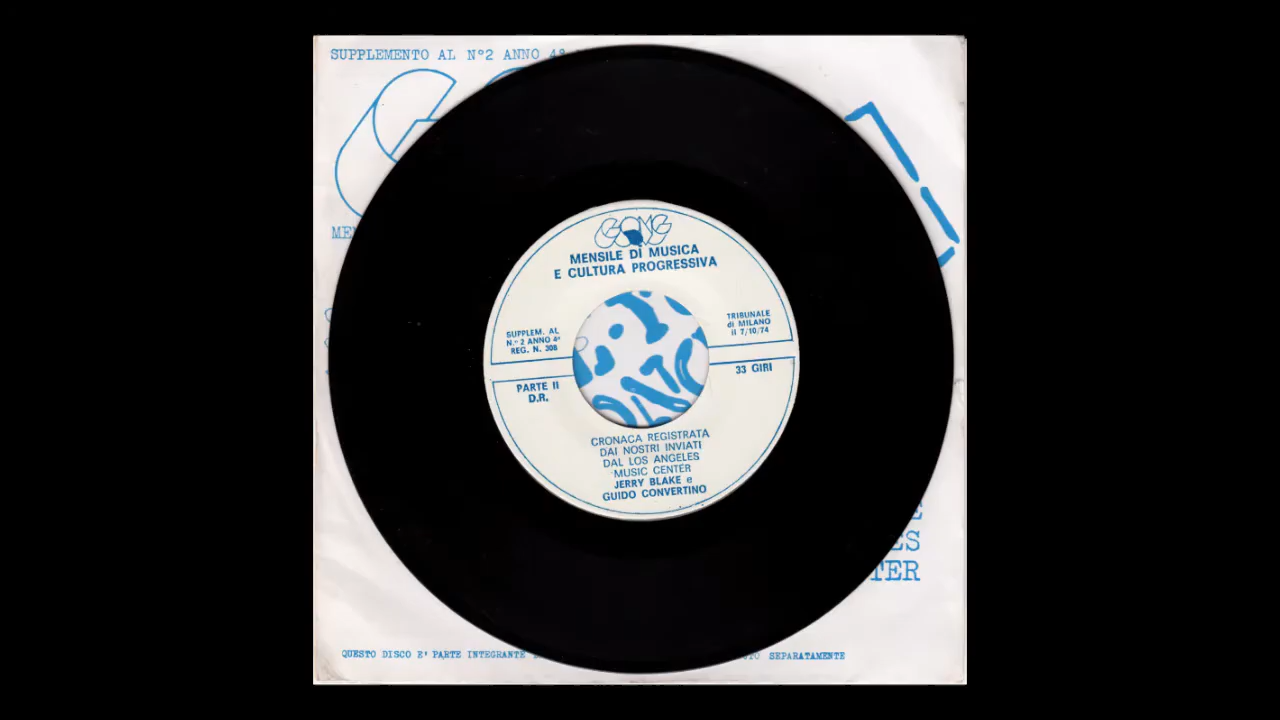 SUPPLEMENTO AL N°2 ANNO 4°
GONG
MENSILE DI MUSICA
E CULTURA PROGRESSIVA
SUPPLEM. AL
N.° 2 ANNO 4°
REG. N. 308
TRIBUNALE
di MILANO
il 7/10/74
PARTE II
D.R.
33 GIRI
CRONACA REGISTRATA
DAI NOSTRI INVIATI
DAL LOS ANGELES
MUSIC CENTER
JERRY BLAKE e
GUIDO CONVERTINO
ES
TER
QUESTO DISCO E' PARTE INTEGRANTE
SEPARATAMENTE